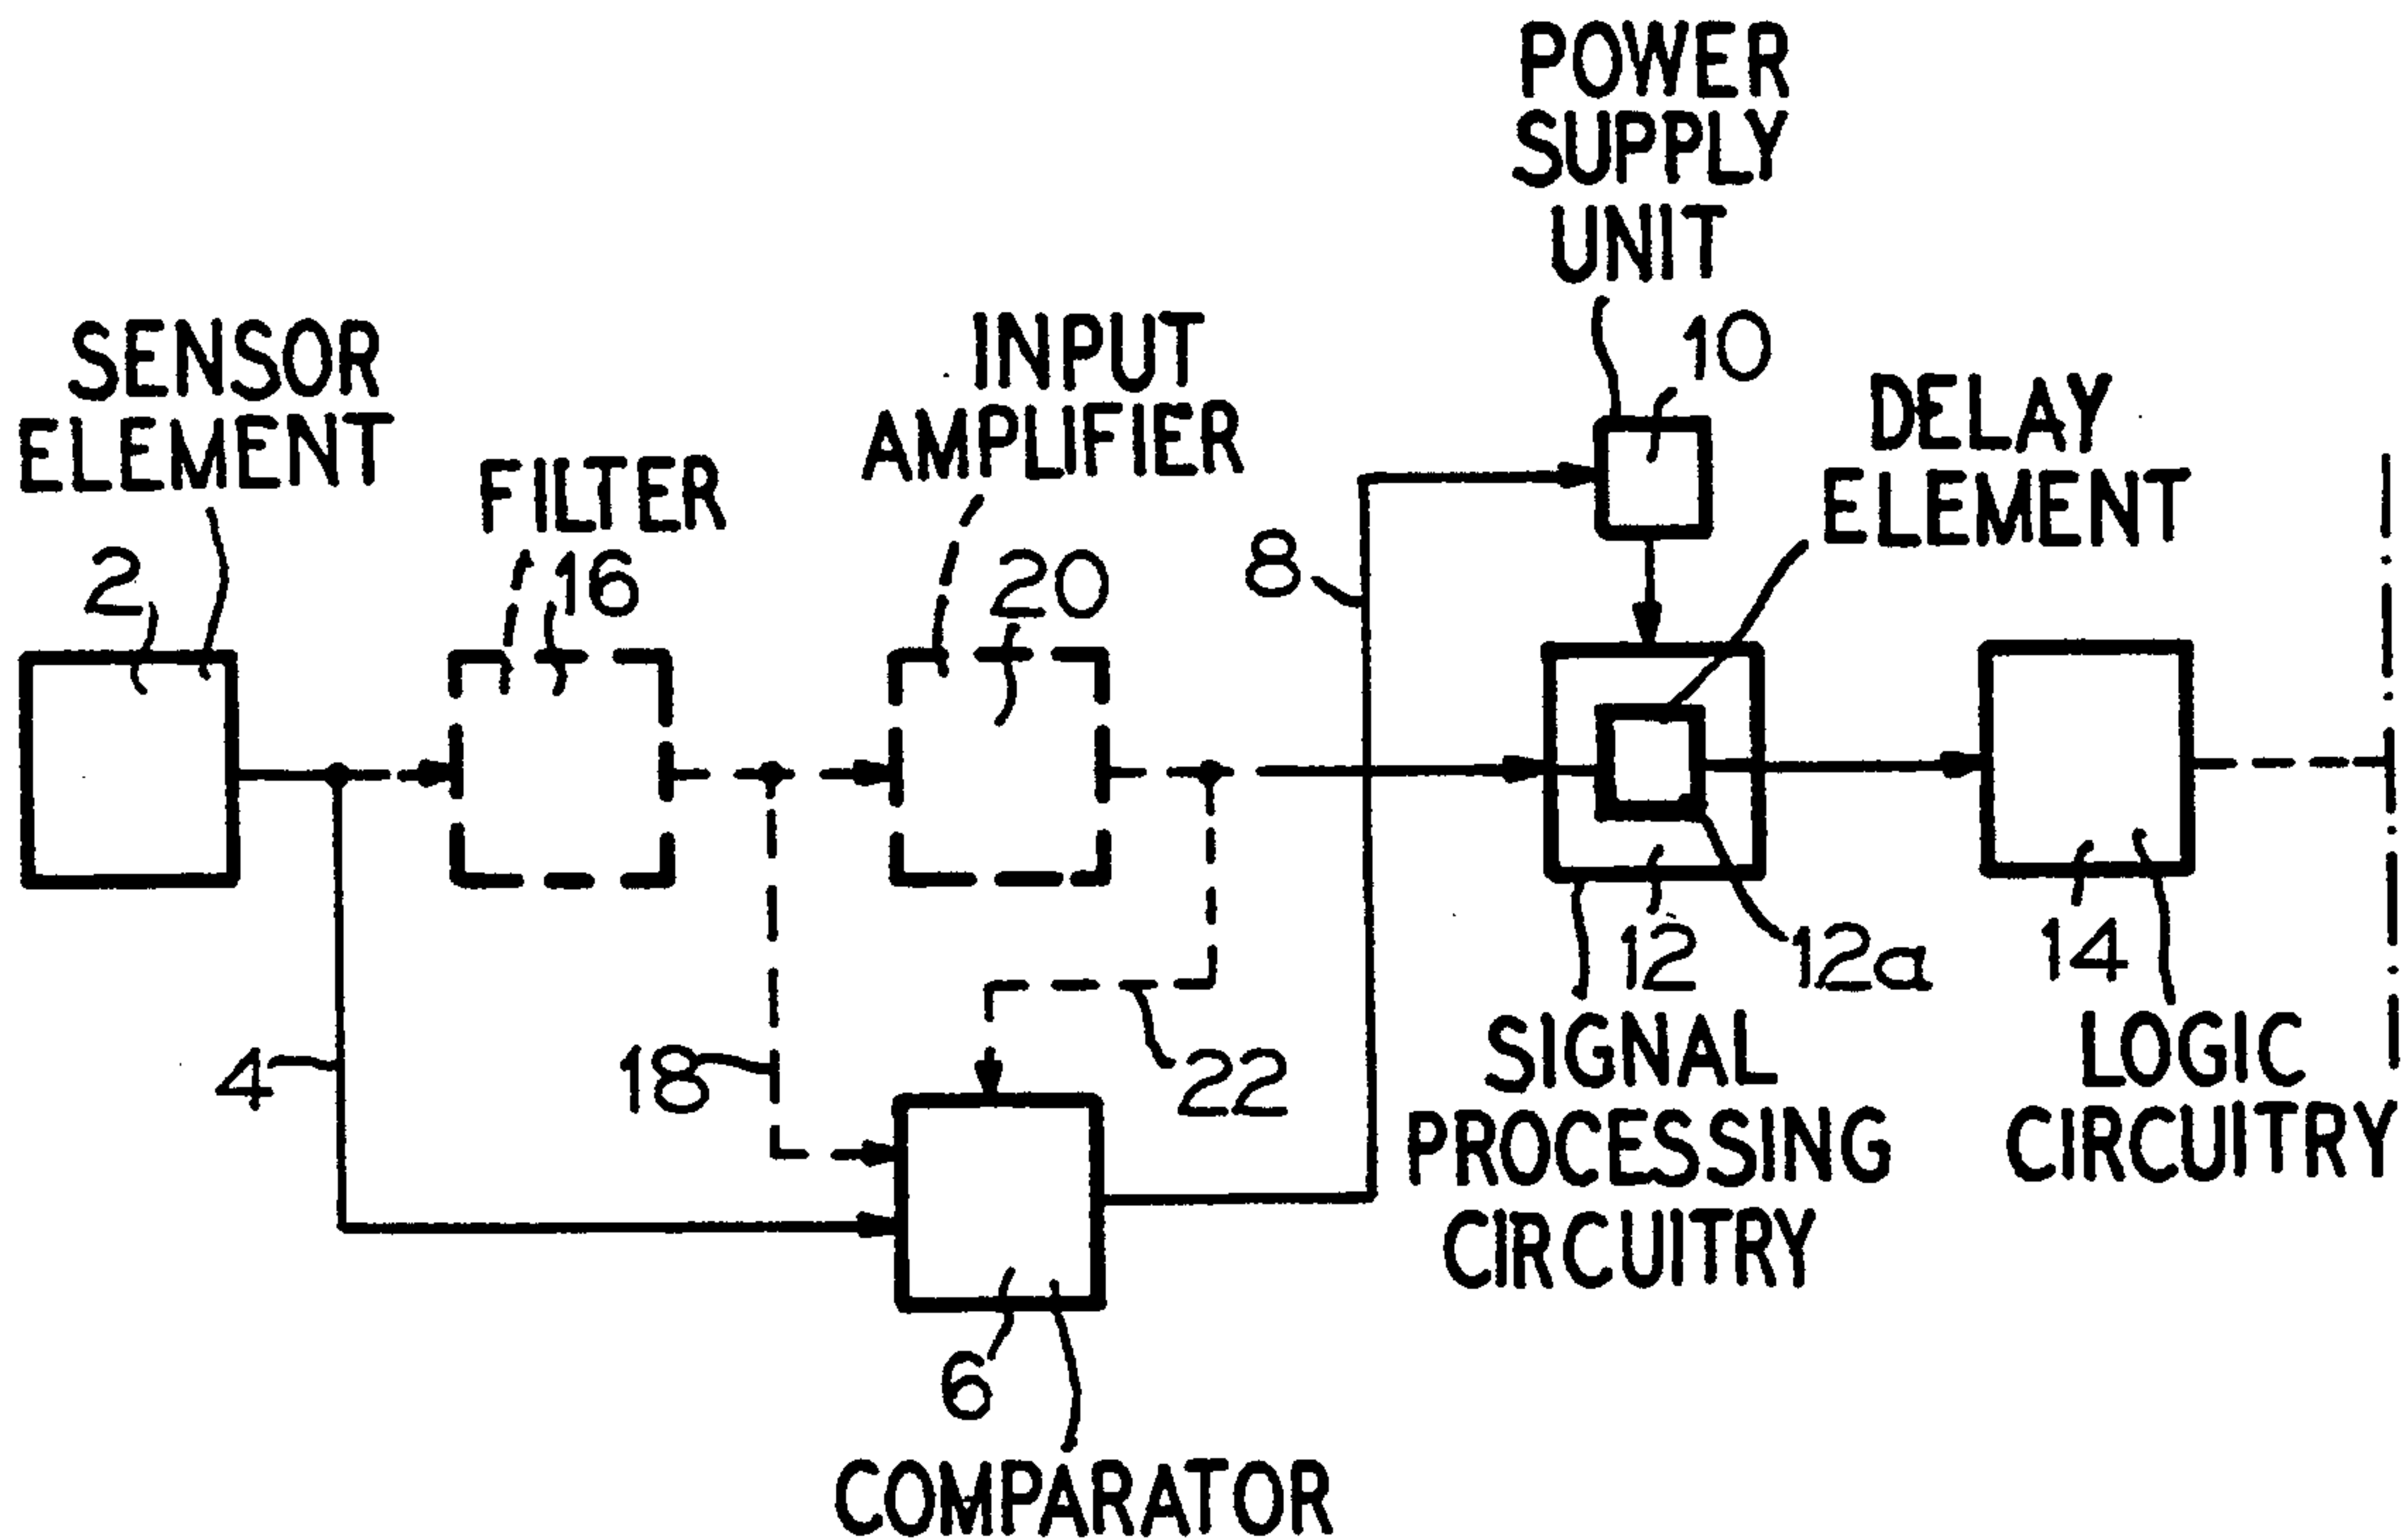 POWER
SUPPLY
UNIT
10
SENSOR
ELEMENT
2
FILTER
16
INPUT
AMPLIFIER
20
8
DELAY
ELEMENT
4
18
22
12
12a
14
SIGNAL
PROCESSING
CIRCUITRY
LOGIC
CIRCUITRY
6
COMPARATOR